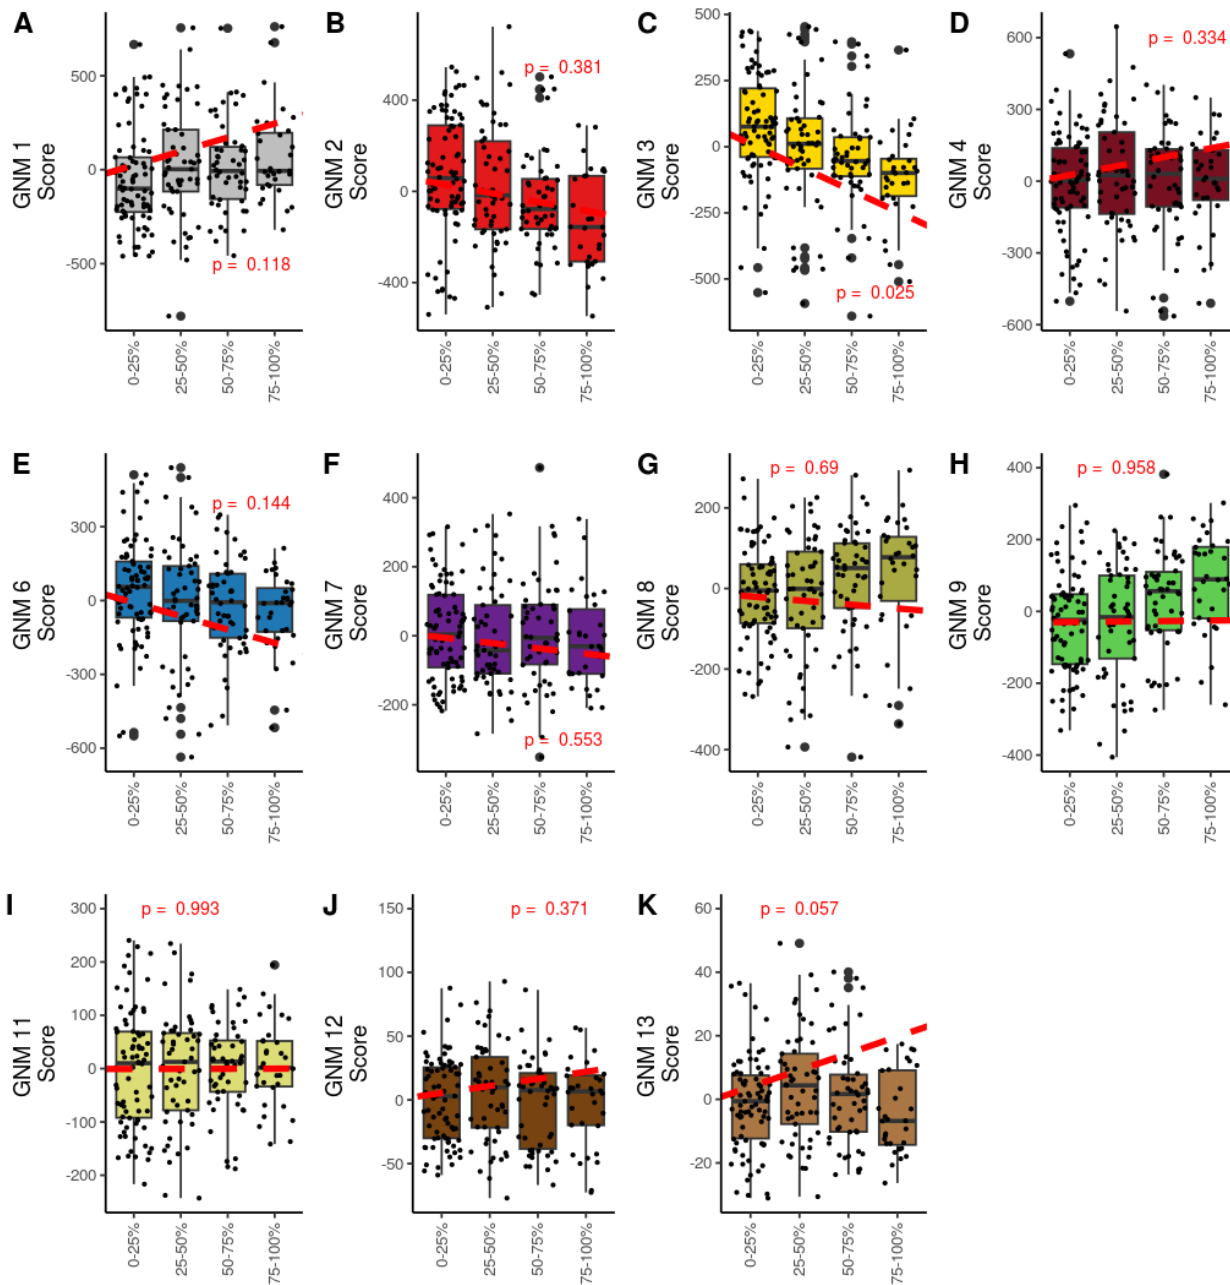 A
B
C
D
GNM 1
Score
500
0
-500
p = 0.118
0-25%
25-50%
50-75%
75-100%
GNM 2
Score
400
0
-400
p = 0.381
0-25%
25-50%
50-75%
75-100%
GNM 3
Score
500
250
0
-250
-500
p = 0.025
0-25%
25-50%
50-75%
75-100%
GNM 4
Score
600
300
0
-300
-600
p = 0.334
0-25%
25-50%
50-75%
75-100%
E
F
G
H
GNM 6
Score
300
0
-300
-600
p = 0.144
0-25%
25-50%
50-75%
75-100%
GNM 7
Score
400
200
0
-200
p = 0.553
0-25%
25-50%
50-75%
75-100%
GNM 8
Score
200
0
-200
-400
p = 0.69
0-25%
25-50%
50-75%
75-100%
GNM 9
Score
400
200
0
-200
-400
p = 0.958
0-25%
25-50%
50-75%
75-100%
I
J
K
GNM 11
Score
300
200
100
0
-100
-200
p = 0.993
0-25%
25-50%
50-75%
75-100%
GNM 12
Score
150
100
50
0
-50
p = 0.371
0-25%
25-50%
50-75%
75-100%
GNM 13
Score
60
40
20
0
-20
p = 0.057
0-25%
25-50%
50-75%
75-100%